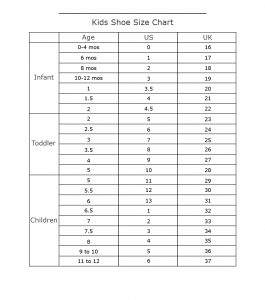 Kids Shoe Size Chart
Age US UK
Infant
0-4 mos 0 16
6 mos 1 17
8 mos 2 18
10-12 mos 3 19
1 3.5 20
1.5 4 21
2 4.5 22
Toddler
2 5 23
2.5 6 24
3 7 25
3.5 8 26
4 9 27
5 10 28
Children
5 11 29
5.5 12 30
6 13 31
6.5 1 32
7 2 33
7.5 3 34
8 4 35
9 to 10 5 36
11 to 12 6 37